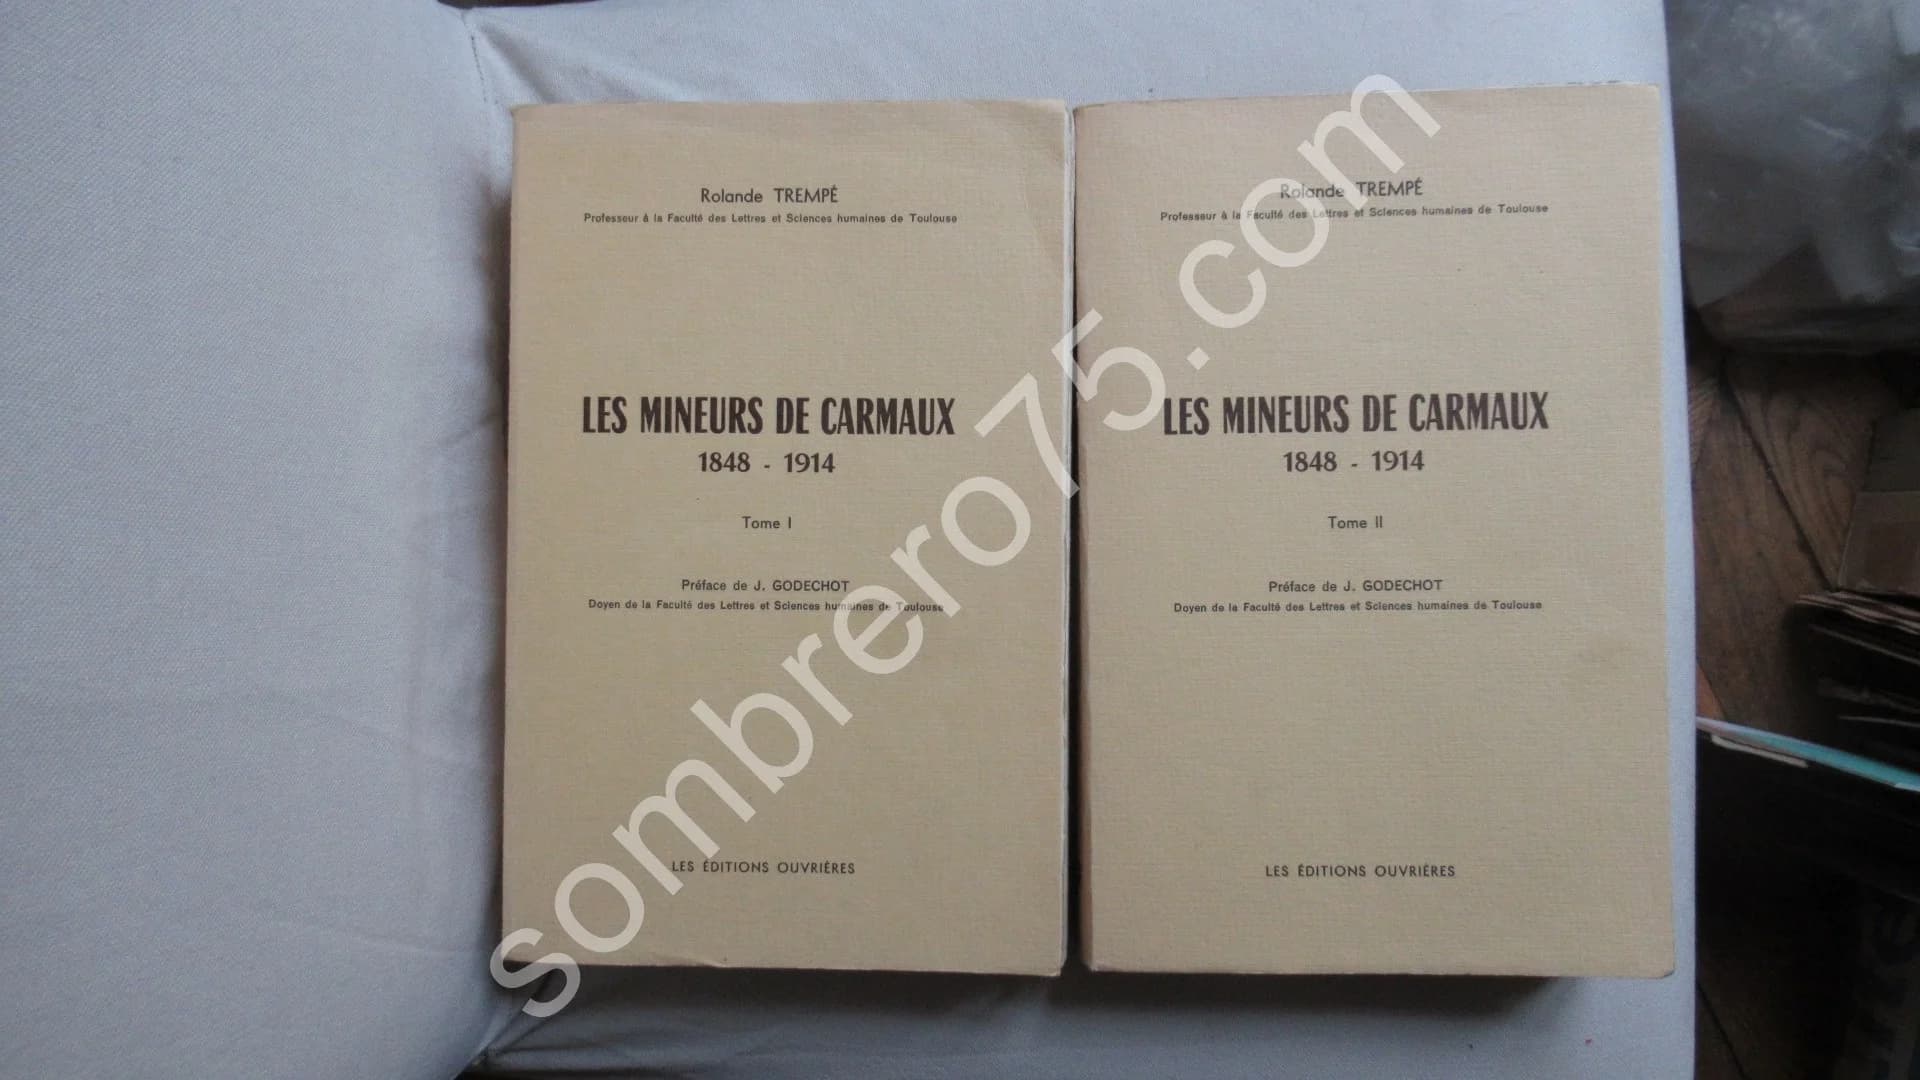 Rolande TREMPÉ
Professeur à la Faculté des Lettres et Sciences humaines de Toulouse
LES MINEURS DE CARMAUX
1848 - 1914
Tome I
Préface de J. GODECHOT
Doyen de la Faculté des Lettres et Sciences humaines de Toulouse
LES ÉDITIONS OUVRIÈRES
Rolande TREMPÉ
Professeur à la Faculté des Lettres et Sciences humaines de Toulouse
LES MINEURS DE CARMAUX
1848 - 1914
Tome II
Préface de J. GODECHOT
Doyen de la Faculté des Lettres et Sciences humaines de Toulouse
LES ÉDITIONS OUVRIÈRES
sombrero75.com